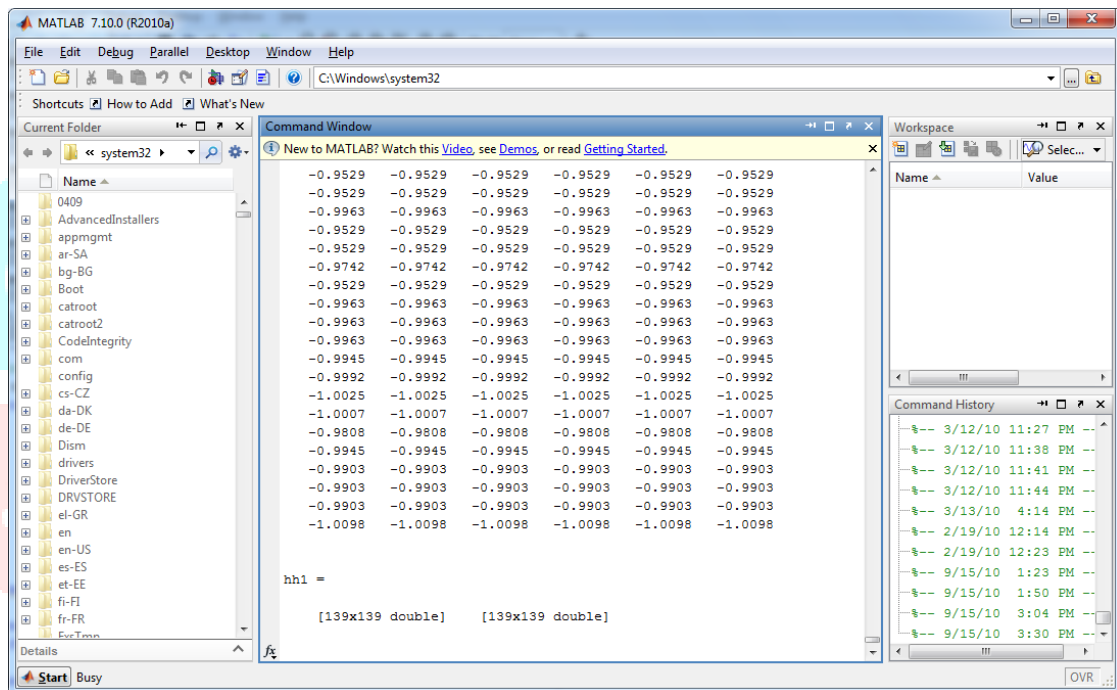 MATLAB 7.10.0 (R2010a)
File Edit Debug Parallel Desktop Window Help
C:\Windows\system32
Shortcuts How to Add What's New
Current Folder
« system32
Name
0409
AdvancedInstallers
appmgmt
ar-SA
bg-BG
Boot
catroot
catroot2
CodeIntegrity
com
config
cs-CZ
da-DK
de-DE
Dism
drivers
DriverStore
DRVSTORE
el-GR
en
en-US
es-ES
et-EE
fi-FI
fr-FR
Details
Command Window
New to MATLAB? Watch this Video, see Demos, or read Getting Started.
-0.9529 -0.9529 -0.9529 -0.9529 -0.9529 -0.9529
-0.9529 -0.9529 -0.9529 -0.9529 -0.9529 -0.9529
-0.9963 -0.9963 -0.9963 -0.9963 -0.9963 -0.9963
-0.9529 -0.9529 -0.9529 -0.9529 -0.9529 -0.9529
-0.9529 -0.9529 -0.9529 -0.9529 -0.9529 -0.9529
-0.9742 -0.9742 -0.9742 -0.9742 -0.9742 -0.9742
-0.9529 -0.9529 -0.9529 -0.9529 -0.9529 -0.9529
-0.9963 -0.9963 -0.9963 -0.9963 -0.9963 -0.9963
-0.9963 -0.9963 -0.9963 -0.9963 -0.9963 -0.9963
-0.9963 -0.9963 -0.9963 -0.9963 -0.9963 -0.9963
-0.9945 -0.9945 -0.9945 -0.9945 -0.9945 -0.9945
-0.9992 -0.9992 -0.9992 -0.9992 -0.9992 -0.9992
-1.0025 -1.0025 -1.0025 -1.0025 -1.0025 -1.0025
-1.0007 -1.0007 -1.0007 -1.0007 -1.0007 -1.0007
-0.9808 -0.9808 -0.9808 -0.9808 -0.9808 -0.9808
-0.9945 -0.9945 -0.9945 -0.9945 -0.9945 -0.9945
-0.9903 -0.9903 -0.9903 -0.9903 -0.9903 -0.9903
-0.9903 -0.9903 -0.9903 -0.9903 -0.9903 -0.9903
-0.9903 -0.9903 -0.9903 -0.9903 -0.9903 -0.9903
-1.0098 -1.0098 -1.0098 -1.0098 -1.0098 -1.0098
hh1 =
[139x139 double] [139x139 double]
fx
Workspace
Selec...
Name Value
Command History
%-- 3/12/10 11:27 PM --
%-- 3/12/10 11:38 PM --
%-- 3/12/10 11:41 PM --
%-- 3/12/10 11:44 PM --
%-- 3/13/10 4:14 PM --
%-- 2/19/10 12:14 PM --
%-- 2/19/10 12:23 PM --
%-- 9/15/10 1:23 PM --
%-- 9/15/10 1:50 PM --
%-- 9/15/10 3:04 PM --
%-- 9/15/10 3:30 PM --
Start Busy
OVR